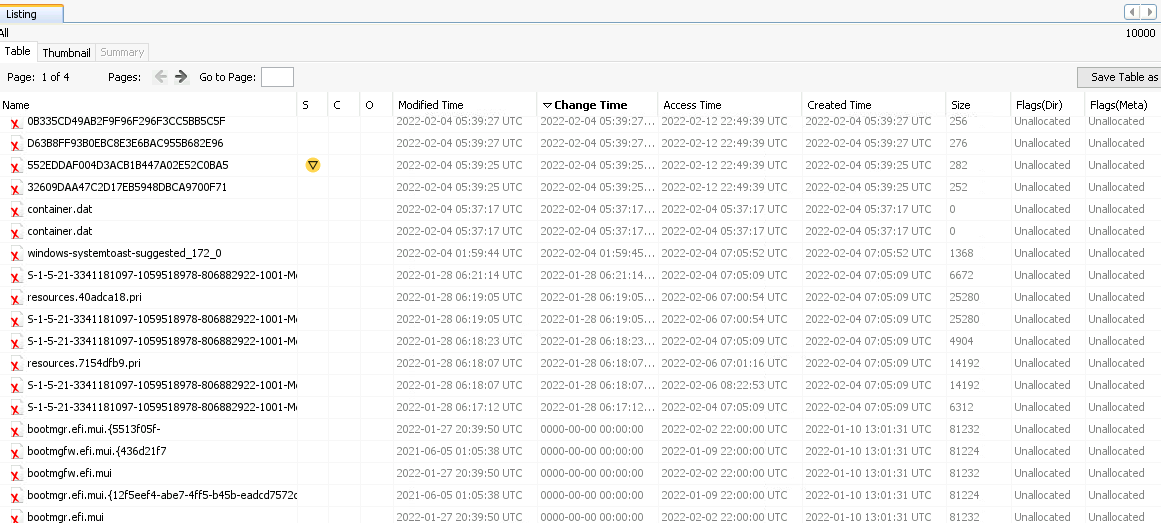 Listing
All
10000
Table Thumbnail Summary
Page: 1 of 4 Pages: Go to Page: Save Table as
Name S C O Modified Time Change Time Access Time Created Time Size Flags(Dir) Flags(Meta)
0B335CD49AB2F9F96F296F3CC5BB5C5F 2022-02-04 05:39:27 UTC 2022-02-04 05:39:27... 2022-02-12 22:49:39 UTC 2022-02-04 05:39:27 UTC 256 Unallocated Unallocated
D63B8FF93B0EBC8E3E6BAC955B682E96 2022-02-04 05:39:27 UTC 2022-02-04 05:39:27... 2022-02-12 22:49:39 UTC 2022-02-04 05:39:27 UTC 276 Unallocated Unallocated
552EDDAF004D3ACB1B447A02E52C0BA5 2022-02-04 05:39:25 UTC 2022-02-04 05:39:25... 2022-02-12 22:49:39 UTC 2022-02-04 05:39:25 UTC 282 Unallocated Unallocated
32609DAA47C2D17EB5948DBCA9700F71 2022-02-04 05:39:25 UTC 2022-02-04 05:39:25... 2022-02-12 22:49:39 UTC 2022-02-04 05:39:25 UTC 252 Unallocated Unallocated
container.dat 2022-02-04 05:37:17 UTC 2022-02-04 05:37:17... 2022-02-04 05:37:17 UTC 2022-02-04 05:37:17 UTC 0 Unallocated Unallocated
container.dat 2022-02-04 05:37:17 UTC 2022-02-04 05:37:17... 2022-02-04 05:37:17 UTC 2022-02-04 05:37:17 UTC 0 Unallocated Unallocated
windows-systemtoast-suggested_172_0 2022-02-04 01:59:44 UTC 2022-02-04 01:59:45... 2022-02-04 07:05:52 UTC 2022-02-04 07:05:52 UTC 1368 Unallocated Unallocated
S-1-5-21-3341181097-1059518978-806882922-1001-M 2022-01-28 06:21:14 UTC 2022-01-28 06:21:14... 2022-02-04 07:05:09 UTC 2022-02-04 07:05:09 UTC 6672 Unallocated Unallocated
resources.40adca18.pri 2022-01-28 06:19:05 UTC 2022-01-28 06:19:05... 2022-02-06 07:00:54 UTC 2022-02-04 07:05:09 UTC 25280 Unallocated Unallocated
S-1-5-21-3341181097-1059518978-806882922-1001-M 2022-01-28 06:19:05 UTC 2022-01-28 06:19:05... 2022-02-06 07:00:54 UTC 2022-02-04 07:05:09 UTC 25280 Unallocated Unallocated
S-1-5-21-3341181097-1059518978-806882922-1001-M 2022-01-28 06:18:23 UTC 2022-01-28 06:18:23... 2022-02-04 07:05:09 UTC 2022-02-04 07:05:09 UTC 4904 Unallocated Unallocated
resources.7154dfb9.pri 2022-01-28 06:18:07 UTC 2022-01-28 06:18:07... 2022-02-06 07:01:16 UTC 2022-02-04 07:05:09 UTC 14192 Unallocated Unallocated
S-1-5-21-3341181097-1059518978-806882922-1001-M 2022-01-28 06:18:07 UTC 2022-01-28 06:18:07... 2022-02-06 08:22:53 UTC 2022-02-04 07:05:09 UTC 14192 Unallocated Unallocated
S-1-5-21-3341181097-1059518978-806882922-1001-M 2022-01-28 06:17:12 UTC 2022-01-28 06:17:12... 2022-02-04 07:05:09 UTC 2022-02-04 07:05:09 UTC 6312 Unallocated Unallocated
bootmgr.efi.mui.{5513f05f- 2022-01-27 20:39:50 UTC 0000-00-00 00:00:00 2022-02-02 22:00:00 UTC 2022-01-10 13:01:31 UTC 81232 Unallocated Unallocated
bootmgfw.efi.mui.{436d21f7 2021-06-05 01:05:38 UTC 0000-00-00 00:00:00 2022-01-09 22:00:00 UTC 2022-01-10 13:01:31 UTC 81224 Unallocated Unallocated
bootmgfw.efi.mui 2022-01-27 20:39:50 UTC 0000-00-00 00:00:00 2022-02-02 22:00:00 UTC 2022-01-10 13:01:31 UTC 81232 Unallocated Unallocated
bootmgr.efi.mui.{12f5eef4-abe7-4ff5-b45b-eadcd7572c 2021-06-05 01:05:38 UTC 0000-00-00 00:00:00 2022-01-09 22:00:00 UTC 2022-01-10 13:01:31 UTC 81224 Unallocated Unallocated
bootmgr.efi.mui 2022-01-27 20:39:50 UTC 0000-00-00 00:00:00 2022-02-02 22:00:00 UTC 2022-01-10 13:01:31 UTC 81232 Unallocated Unallocated